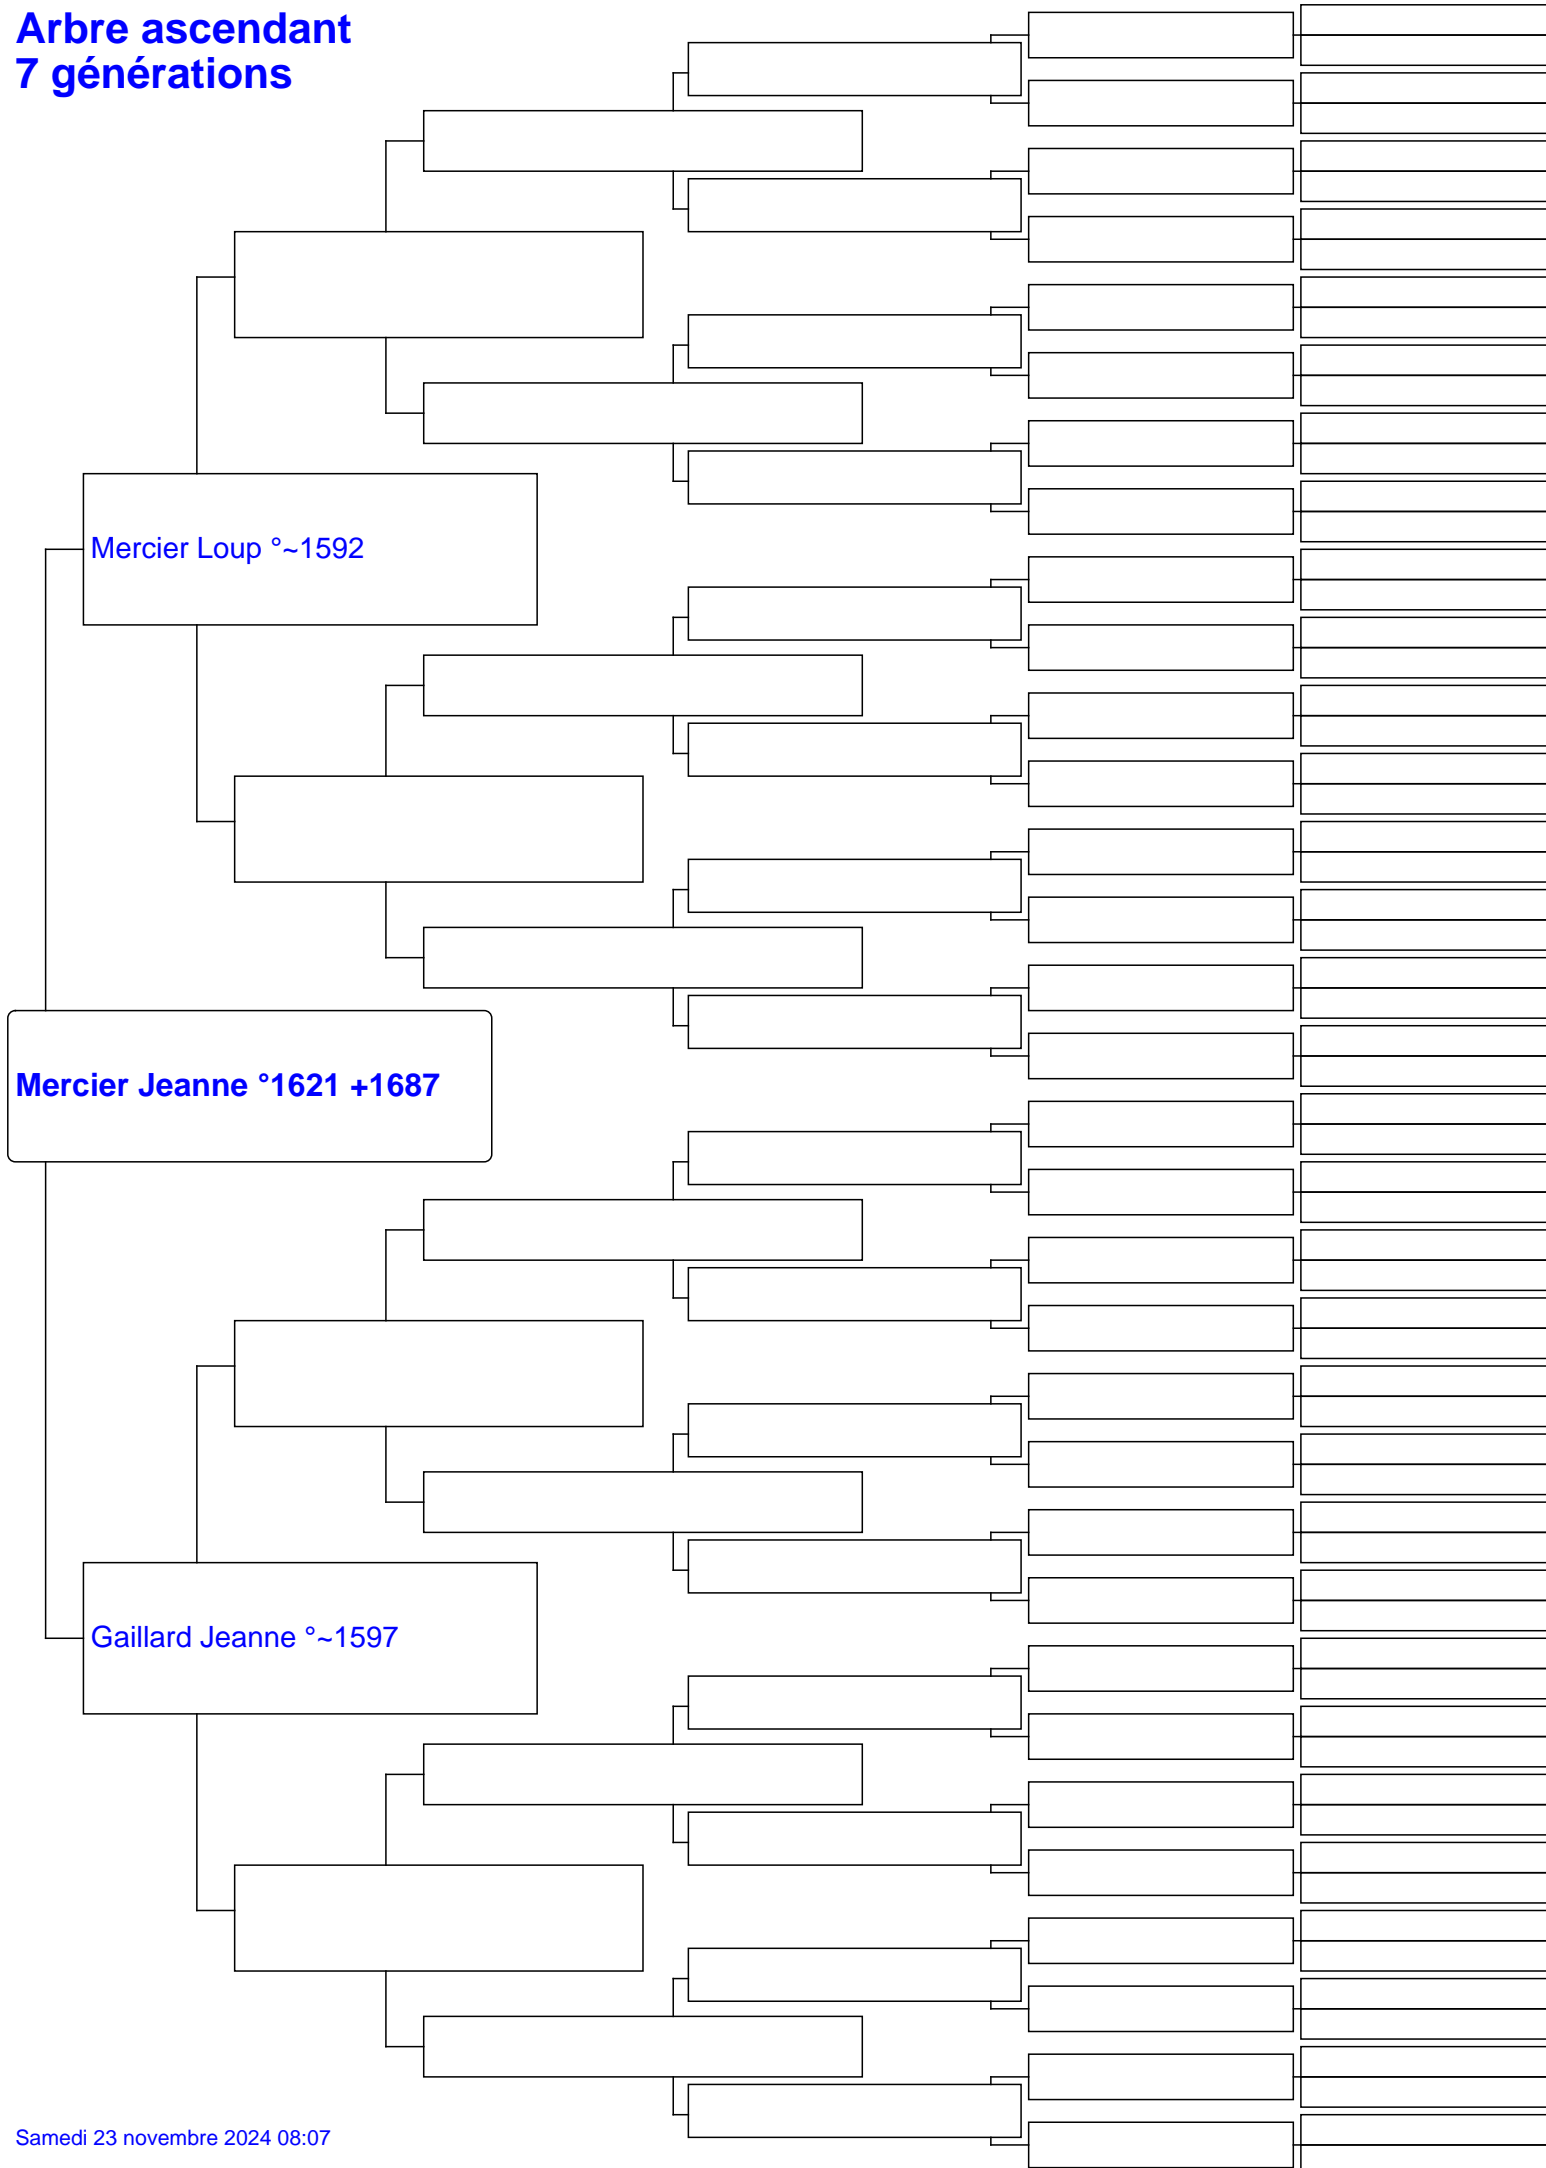 Arbre ascendant
7 générations
Mercier Loup °~1592
Mercier Jeanne °1621 +1687
Gaillard Jeanne °~1597
Samedi 23 novembre 2024 08:07